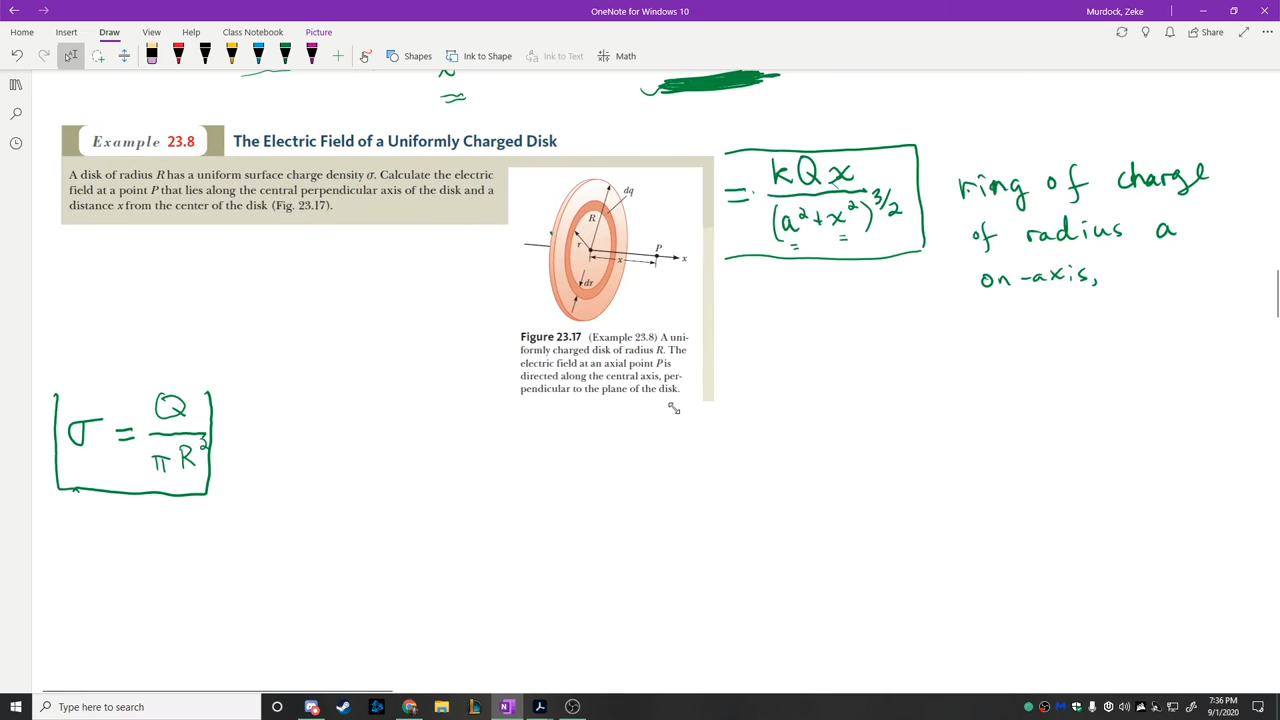 OneNote for Windows 10
Murdock, Zeke
Home Insert Draw View Help Class Notebook Picture
Share
Shapes Ink to Shape Ink to Text Math
Example 23.8 The Electric Field of a Uniformly Charged Disk
A disk of radius R has a uniform surface charge density σ. Calculate the electric
field at a point P that lies along the central perpendicular axis of the disk and a
distance x from the center of the disk (Fig. 23.17).
dq
R
r
P
x
x
dr
Figure 23.17 (Example 23.8) A uni-
formly charged disk of radius R. The
electric field at an axial point P is
directed along the central axis, per-
pendicular to the plane of the disk.
= kQx / (a² + x²)^3/2
ring of charge
of radius a
on-axis,
σ = Q / πR²
Type here to search
7:36 PM
9/1/2020